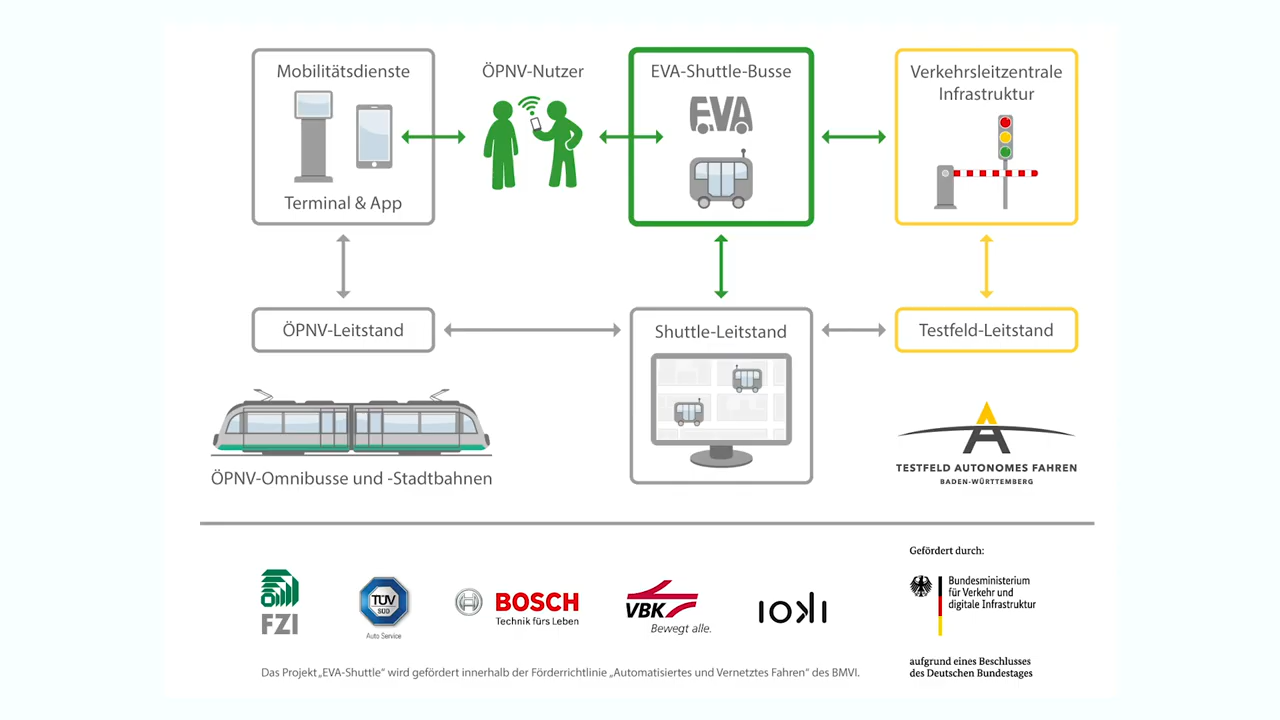 Mobilitätsdienste
Terminal & App
ÖPNV-Nutzer
EVA-Shuttle-Busse
EVA
Verkehrsleitzentrale
Infrastruktur
ÖPNV-Leitstand
Shuttle-Leitstand
Testfeld-Leitstand
ÖPNV-Omnibusse und -Stadtbahnen
TESTFELD AUTONOMES FAHREN
BADEN-WÜRTTEMBERG
FZI
TÜV
SÜD
Auto Service
BOSCH
Technik fürs Leben
VBK
Bewegt alle.
ioki
Gefördert durch:
Bundesministerium
für Verkehr und
digitale Infrastruktur
aufgrund eines Beschlusses
des Deutschen Bundestages
Das Projekt „EVA-Shuttle“ wird gefördert innerhalb der Förderrichtlinie „Automatisiertes und Vernetztes Fahren“ des BMVI.